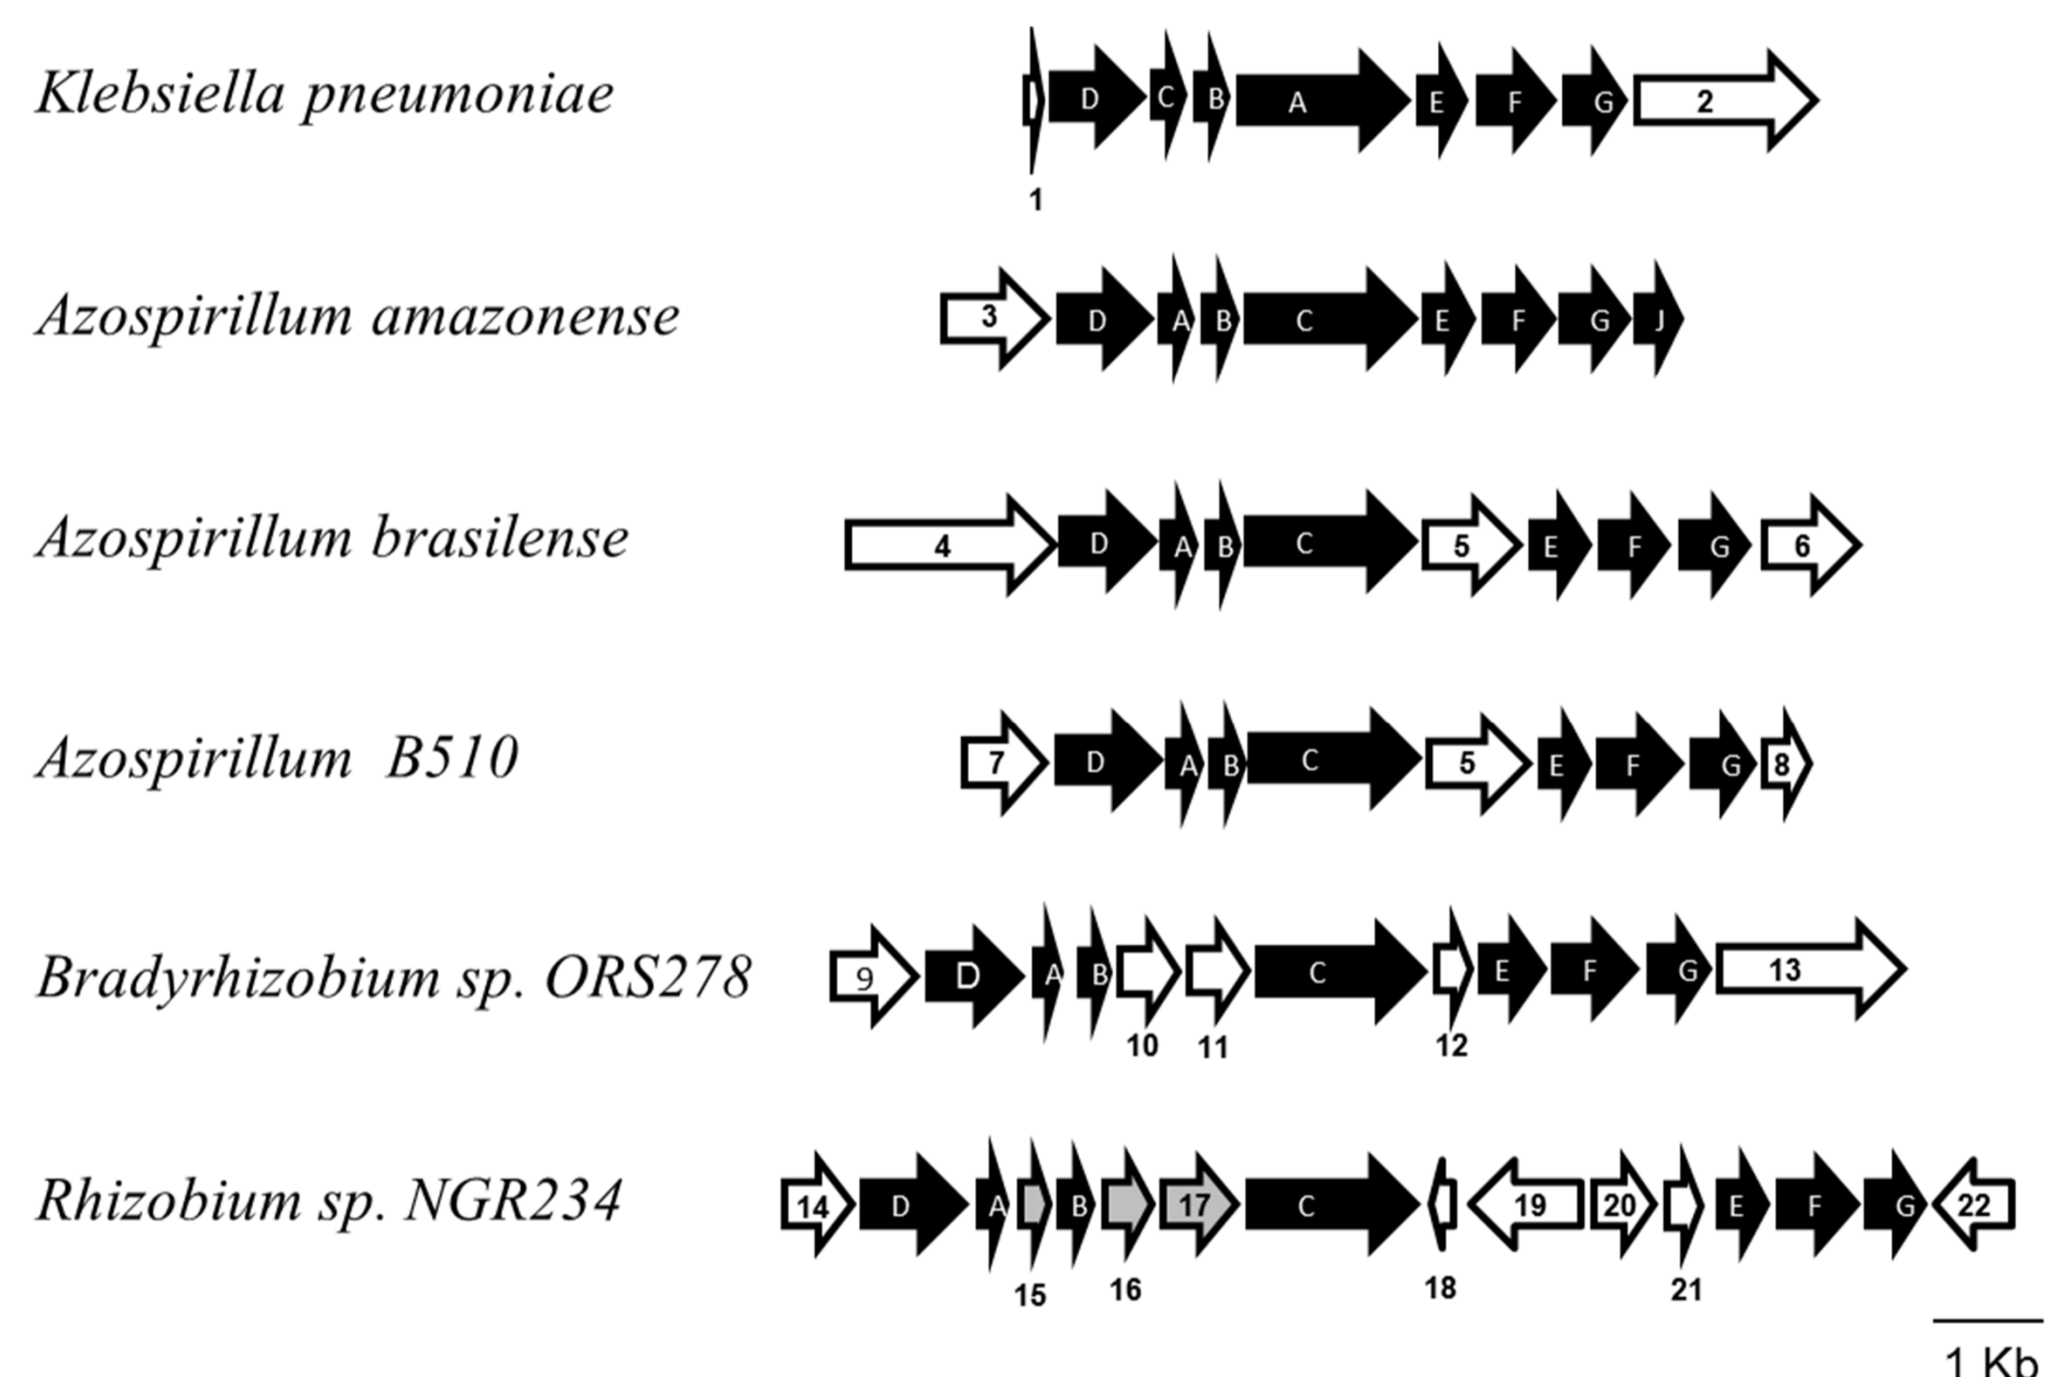 Klebsiella pneumoniae D C B A E F G 2
1
Azospirillum amazonense 3 D A B C E F G J
Azospirillum brasilense 4 D A B C 5 E F G 6
Azospirillum B510 7 D A B C 5 E F G 8
Bradyrhizobium sp. ORS278 9 D A B C E F G 13
10 11 12
Rhizobium sp. NGR234 14 D A B 17 C 19 20 E F G 22
15 16 18 21
1 Kb